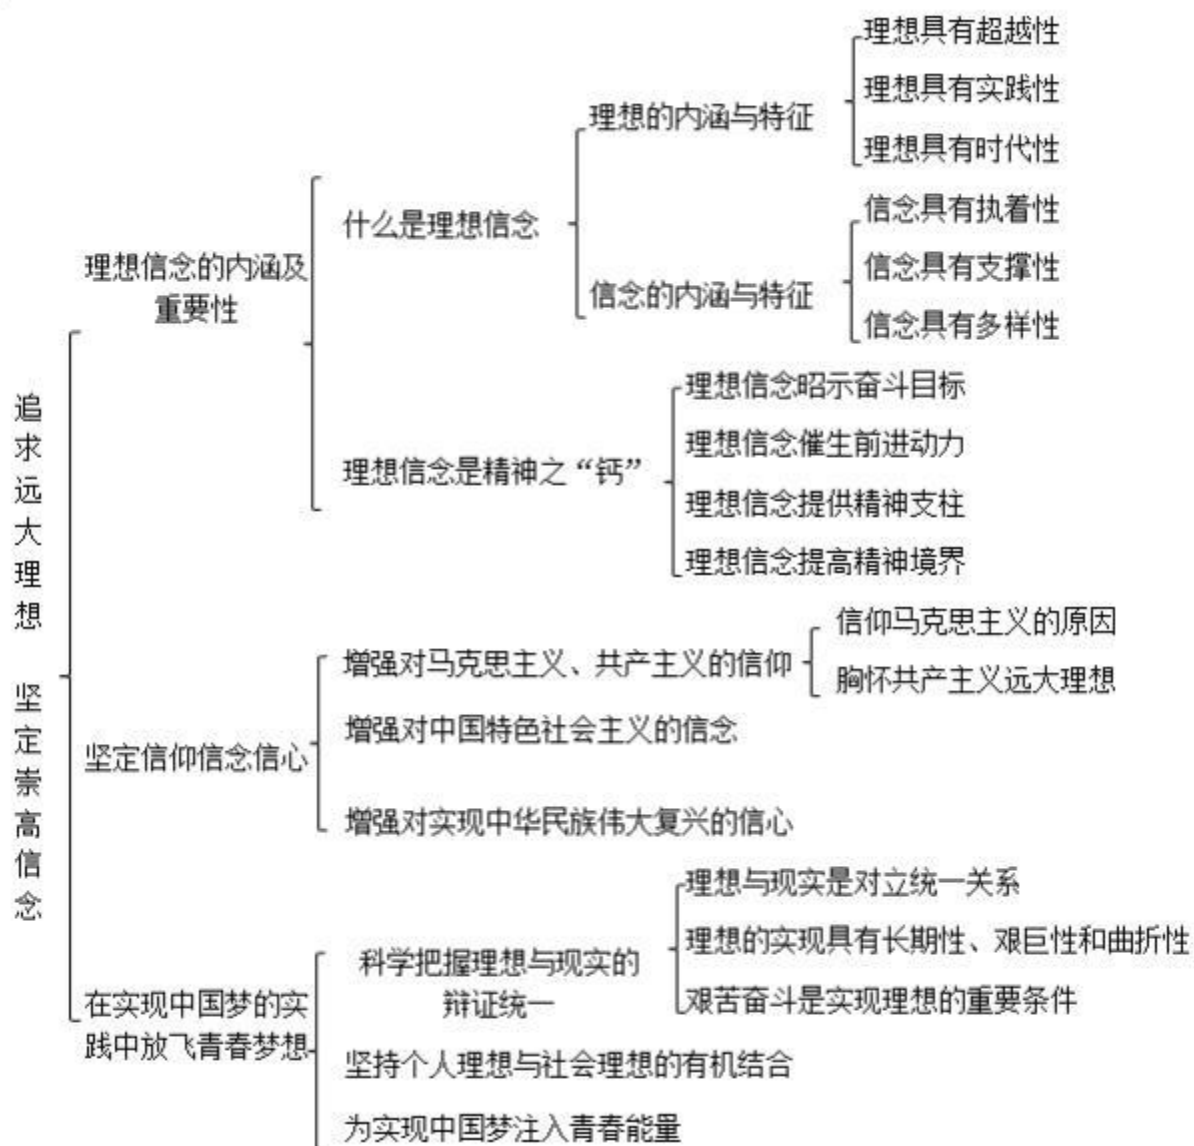 追求远大理想 坚定崇高信念
理想信念的内涵及
重要性
什么是理想信念
理想的内涵与特征
理想具有超越性
理想具有实践性
理想具有时代性
信念的内涵与特征
信念具有执着性
信念具有支撑性
信念具有多样性
理想信念是精神之“钙”
理想信念昭示奋斗目标
理想信念催生前进动力
理想信念提供精神支柱
理想信念提高精神境界
坚定信仰信念信心
增强对马克思主义、共产主义的信仰
信仰马克思主义的原因
胸怀共产主义远大理想
增强对中国特色社会主义的信念
增强对实现中华民族伟大复兴的信心
在实现中国梦的实
践中放飞青春梦想
科学把握理想与现实的
辩证统一
理想与现实是对立统一关系
理想的实现具有长期性、艰巨性和曲折性
艰苦奋斗是实现理想的重要条件
坚持个人理想与社会理想的有机结合
为实现中国梦注入青春能量